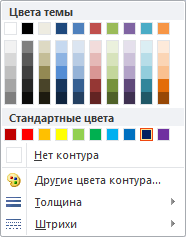 Цвета темы
Стандартные цвета
Нет контура
Другие цвета контура...
Толщина
Штрихи